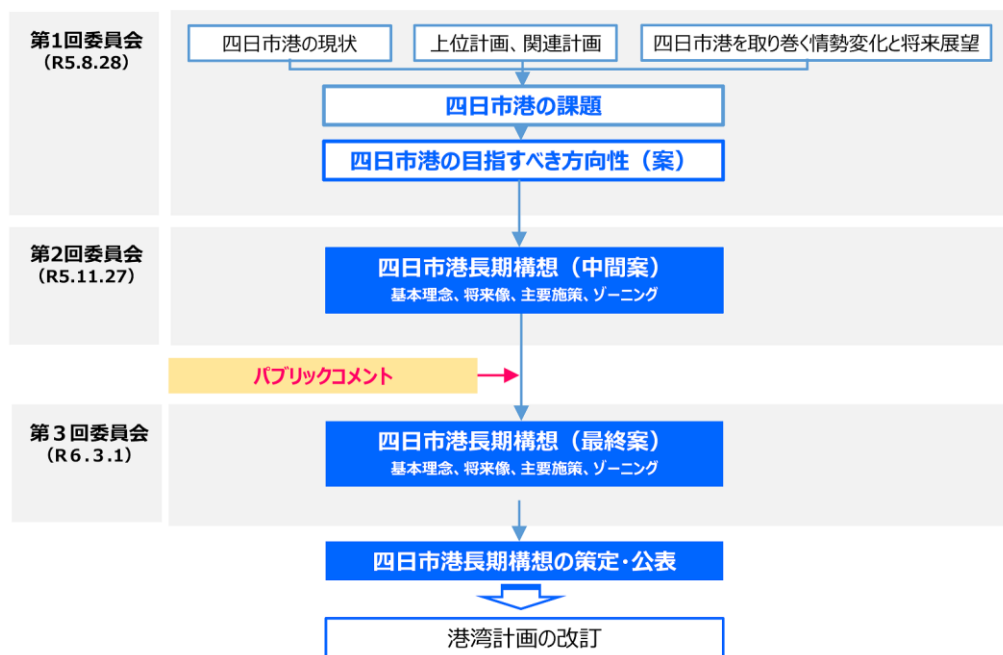 第1回委員会
(R5.8.28)
四日市港の現状
上位計画、関連計画
四日市港を取り巻く情勢変化と将来展望
四日市港の課題
四日市港の目指すべき方向性（案）
第2回委員会
(R5.11.27)
四日市港長期構想（中間案）
基本理念、将来像、主要施策、ゾーニング
パブリックコメント
第３回委員会
(R６.３.１)
四日市港長期構想（最終案）
基本理念、将来像、主要施策、ゾーニング
四日市港長期構想の策定・公表
港湾計画の改訂